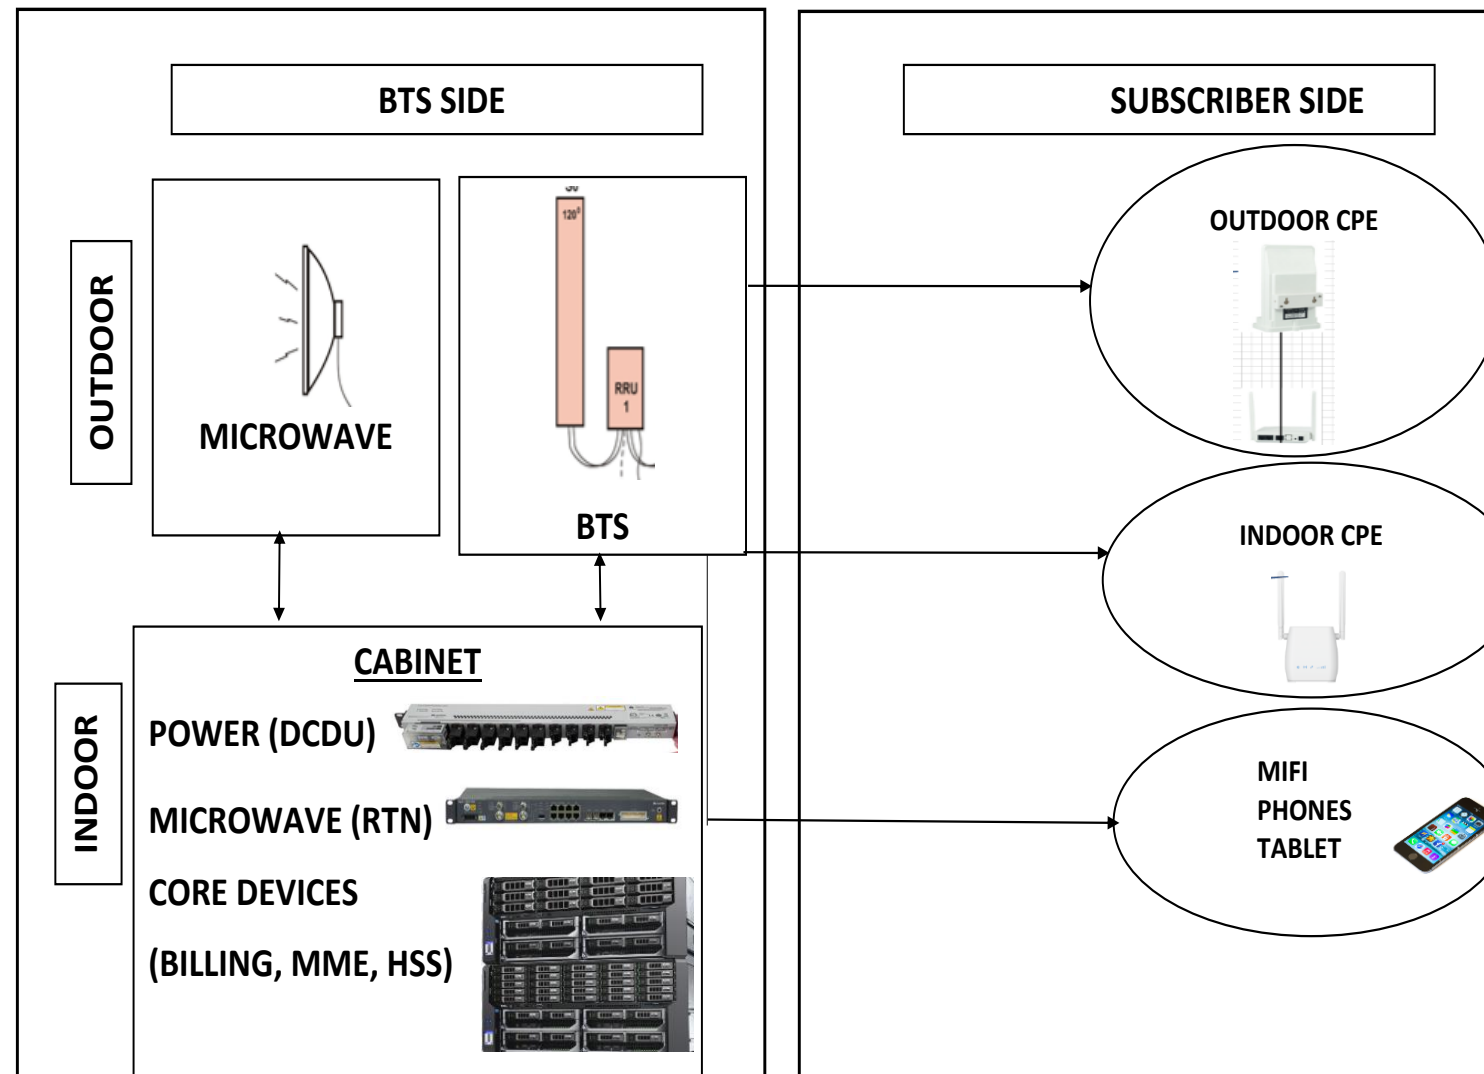 BTS SIDE
SUBSCRIBER SIDE
OUTDOOR
MICROWAVE
120⁰
RRU
1
BTS
OUTDOOR CPE
INDOOR CPE
INDOOR
CABINET
POWER (DCDU)
MICROWAVE (RTN)
CORE DEVICES
(BILLING, MME, HSS)
MIFI
PHONES
TABLET